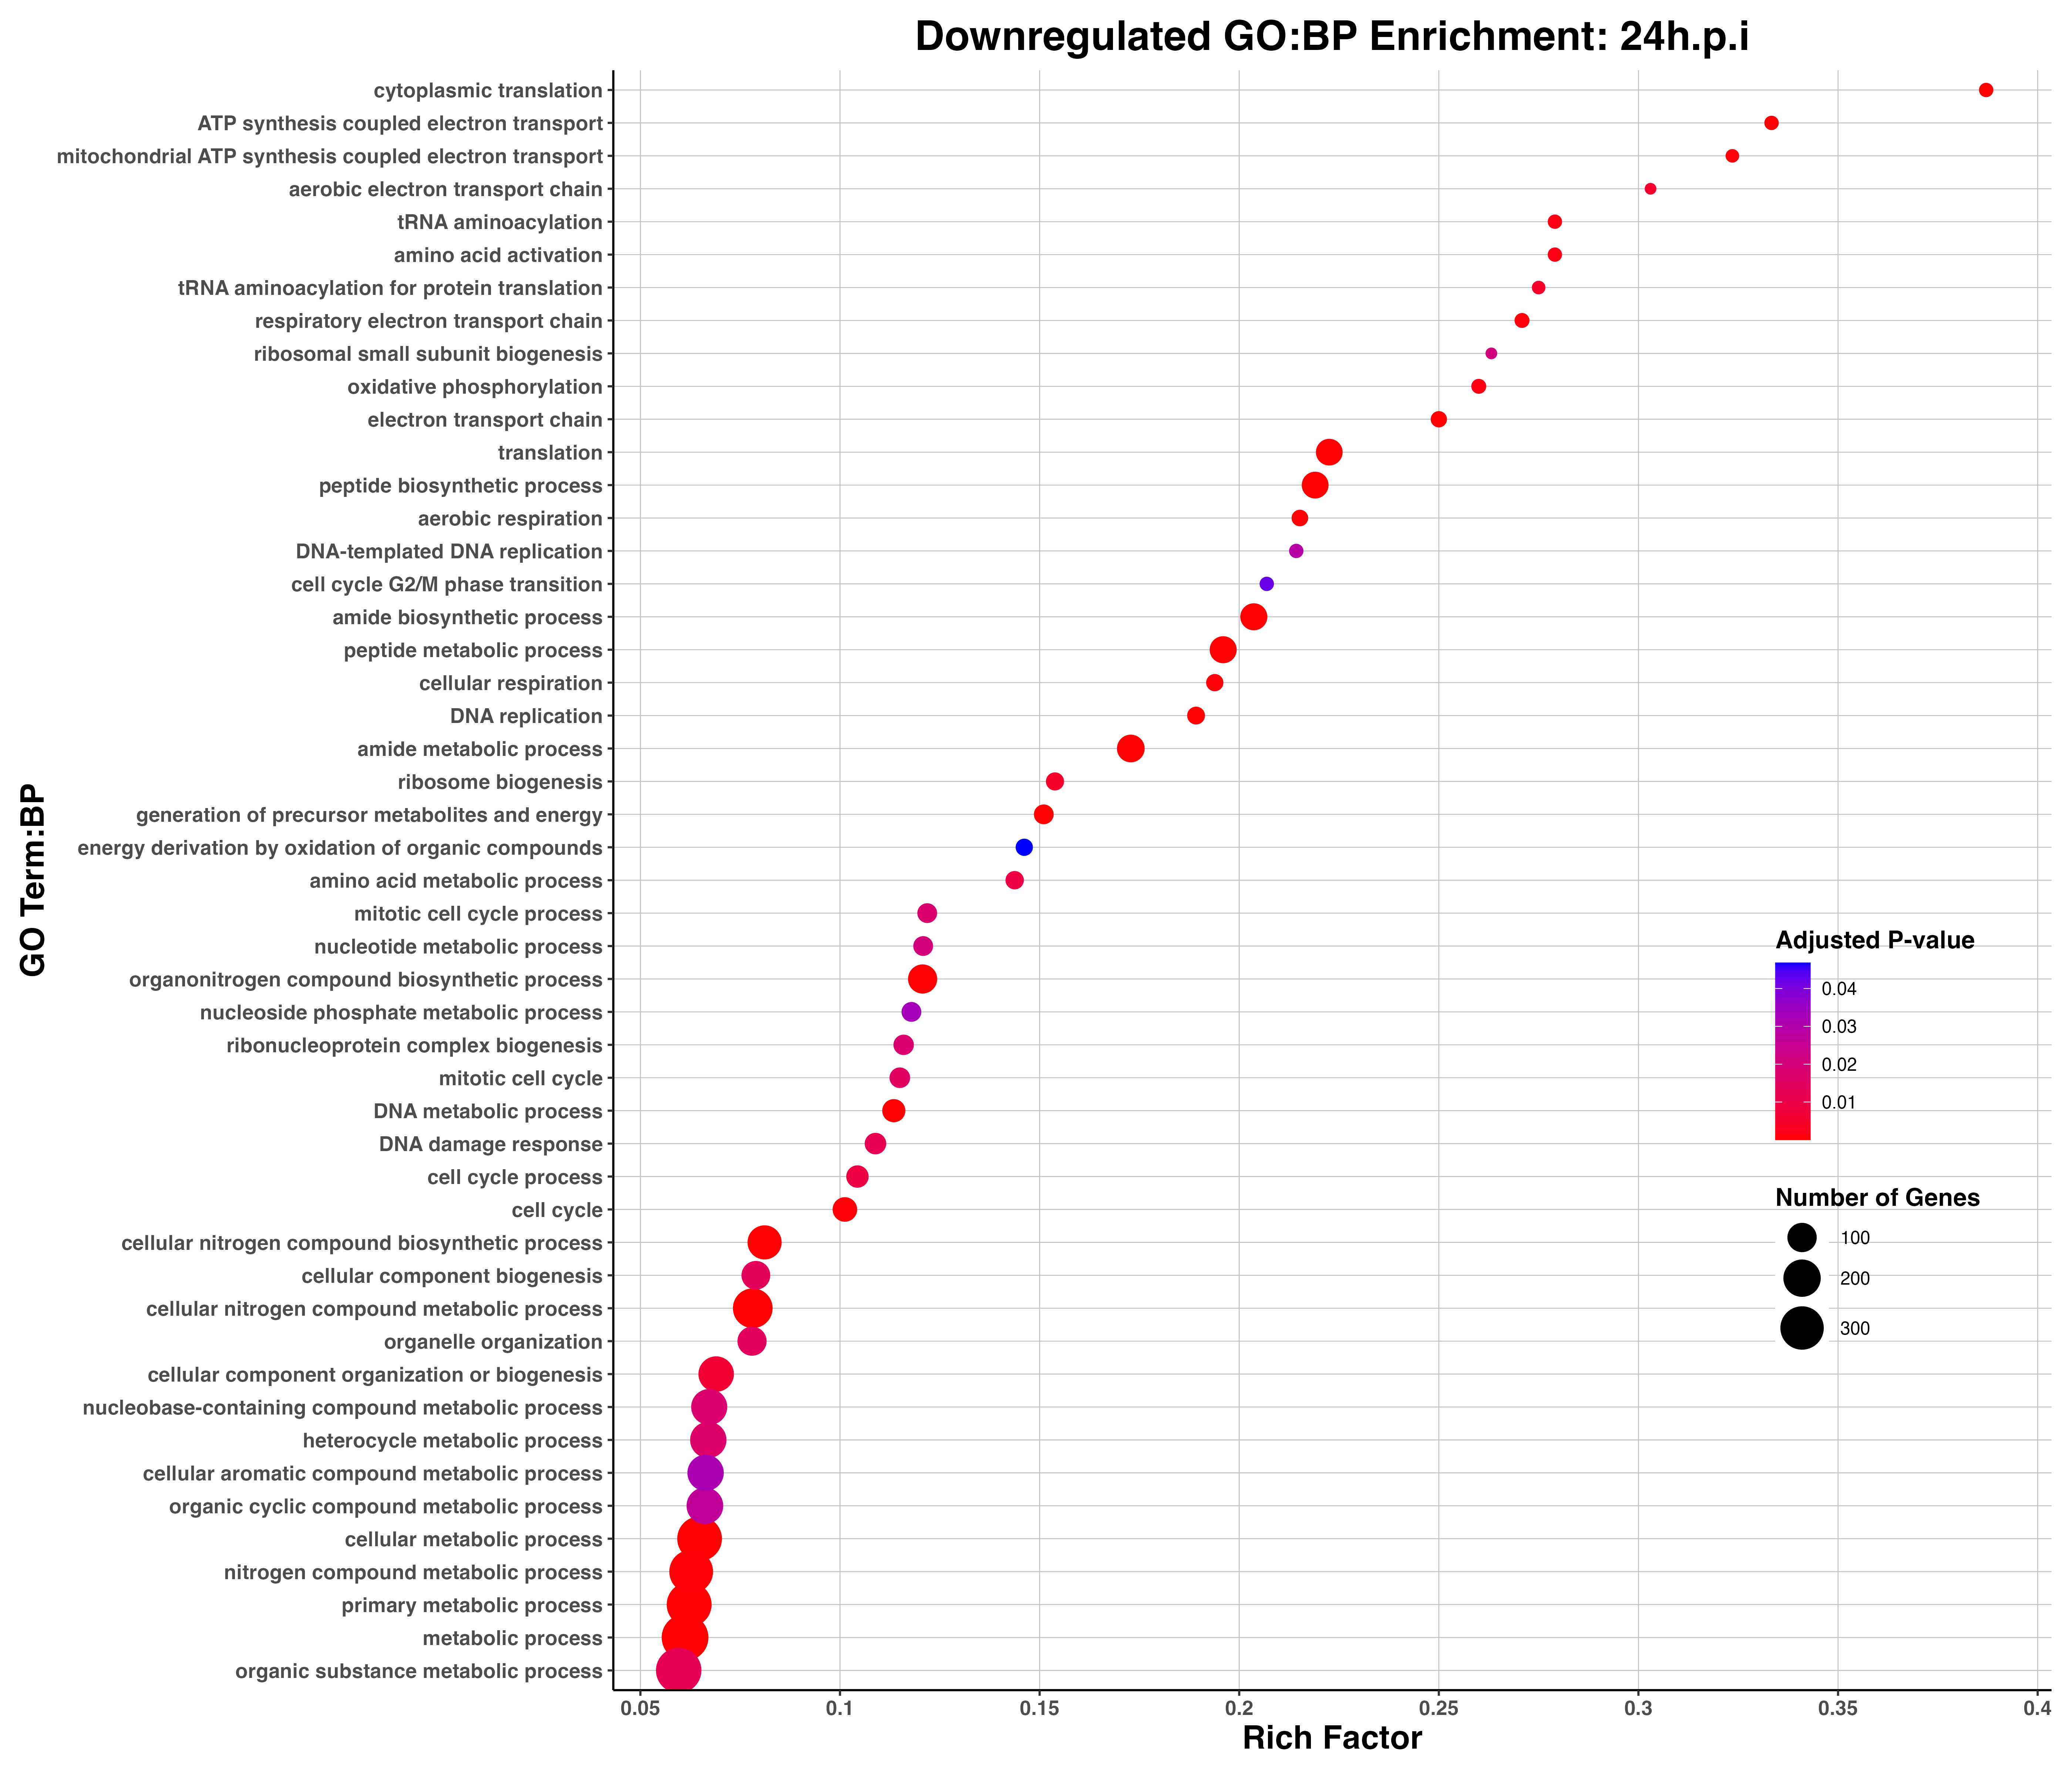 Downregulated GO:BP Enrichment: 24h.p.i
cytoplasmic translation
ATP synthesis coupled electron transport
mitochondrial ATP synthesis coupled electron transport
aerobic electron transport chain
tRNA aminoacylation
amino acid activation
tRNA aminoacylation for protein translation
respiratory electron transport chain
ribosomal small subunit biogenesis
oxidative phosphorylation
electron transport chain
translation
peptide biosynthetic process
aerobic respiration
DNA-templated DNA replication
cell cycle G2/M phase transition
amide biosynthetic process
peptide metabolic process
cellular respiration
DNA replication
amide metabolic process
ribosome biogenesis
generation of precursor metabolites and energy
energy derivation by oxidation of organic compounds
amino acid metabolic process
mitotic cell cycle process
nucleotide metabolic process
organonitrogen compound biosynthetic process
nucleoside phosphate metabolic process
ribonucleoprotein complex biogenesis
mitotic cell cycle
DNA metabolic process
DNA damage response
cell cycle process
cell cycle
cellular nitrogen compound biosynthetic process
cellular component biogenesis
cellular nitrogen compound metabolic process
organelle organization
cellular component organization or biogenesis
nucleobase-containing compound metabolic process
heterocycle metabolic process
cellular aromatic compound metabolic process
organic cyclic compound metabolic process
cellular metabolic process
nitrogen compound metabolic process
primary metabolic process
metabolic process
organic substance metabolic process
GO Term:BP
0.05 0.1 0.15 0.2 0.25 0.3 0.35 0.4
Rich Factor
Adjusted P-value
0.04
0.03
0.02
0.01
Number of Genes
100
200
300